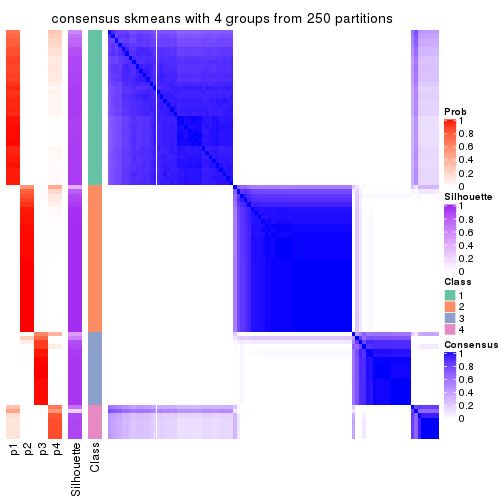 consensus skmeans with 4 groups from 250 partitions
Prob
1
0.8
0.6
0.4
0.2
0
Silhouette
1
0.8
0.6
0.4
0.2
0
Class
1
2
3
4
Consensus
1
0.8
0.6
0.4
0.2
0
p1
p2
p3
p4
Silhouette
Class